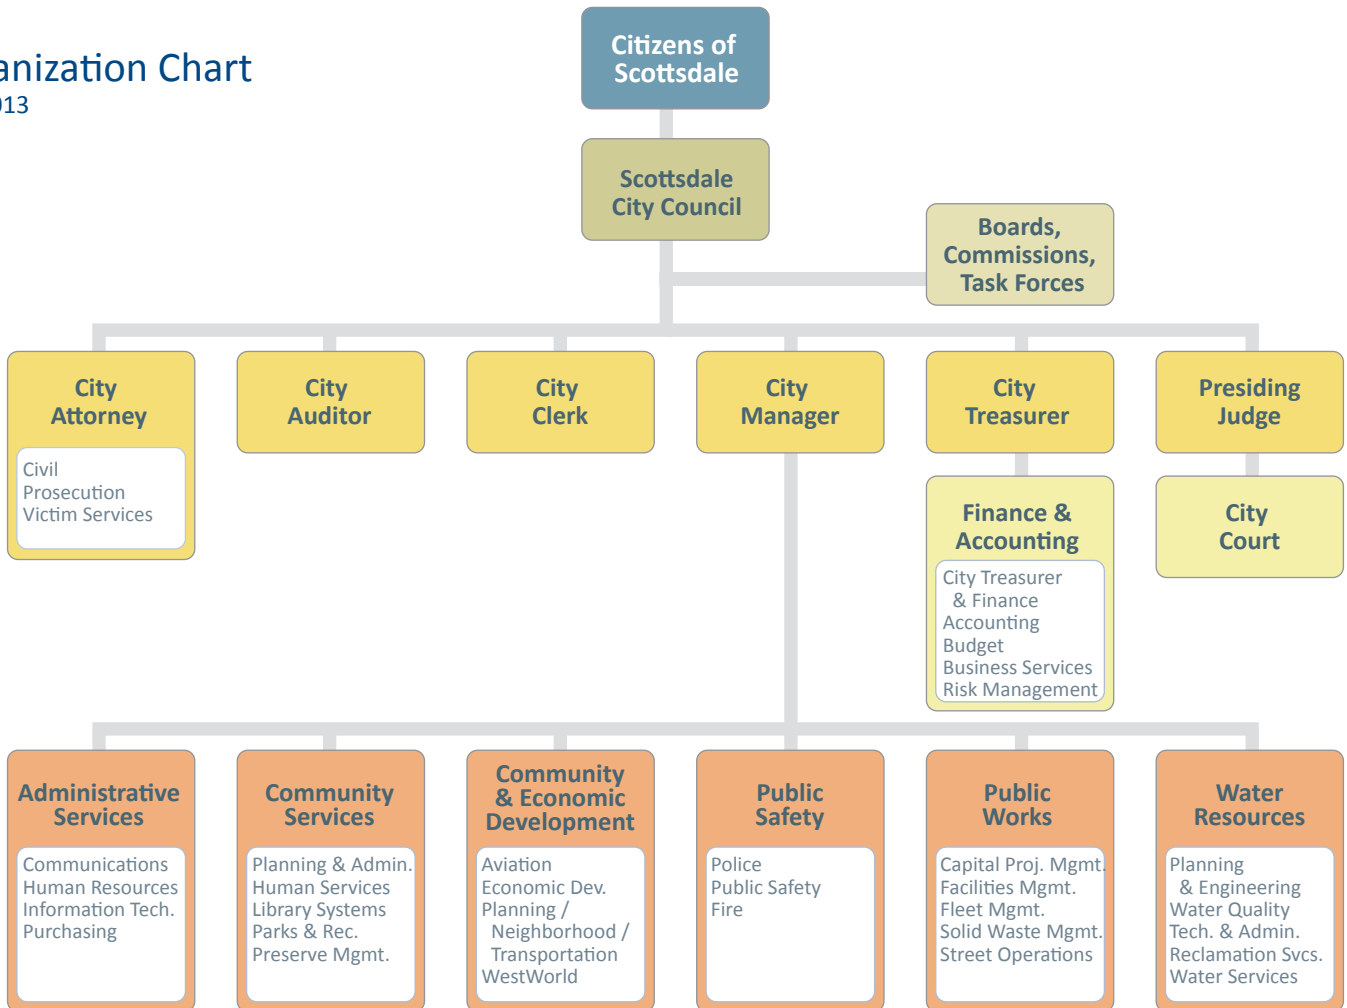 anization Chart
013
Citizens of
Scottsdale
Scottsdale
City Council
Boards,
Commissions,
Task Forces
City
Attorney
Civil
Prosecution
Victim Services
City
Auditor
City
Clerk
City
Manager
City
Treasurer
Presiding
Judge
Finance &
Accounting
City Treasurer
& Finance
Accounting
Budget
Business Services
Risk Management
City
Court
Administrative
Services
Communications
Human Resources
Information Tech.
Purchasing
Community
Services
Planning & Admin.
Human Services
Library Systems
Parks & Rec.
Preserve Mgmt.
Community
& Economic
Development
Aviation
Economic Dev.
Planning /
Neighborhood /
Transportation
WestWorld
Public
Safety
Police
Public Safety
Fire
Public
Works
Capital Proj. Mgmt.
Facilities Mgmt.
Fleet Mgmt.
Solid Waste Mgmt.
Street Operations
Water
Resources
Planning
& Engineering
Water Quality
Tech. & Admin.
Reclamation Svcs.
Water Services